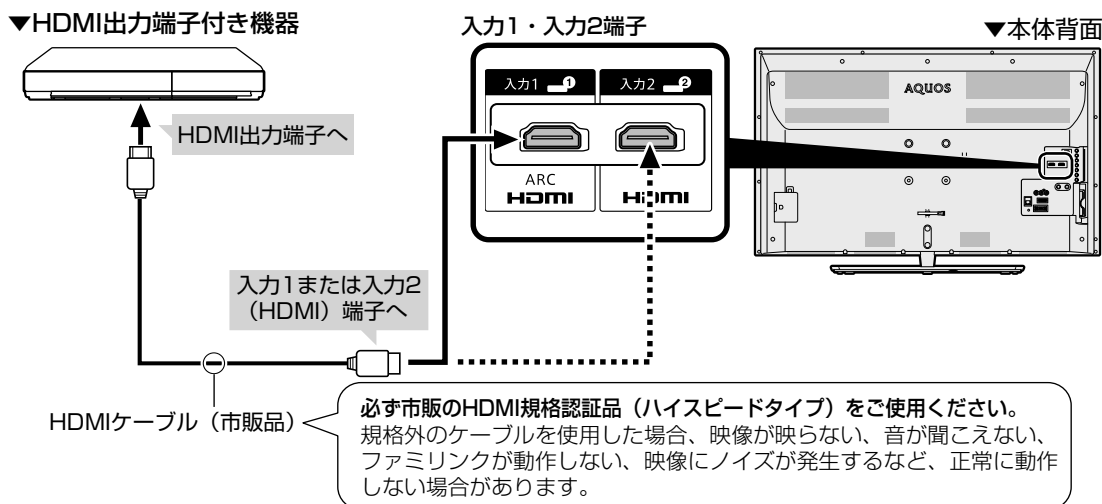 ▼HDMI出力端子付き機器
入力1・入力2端子
▼本体背面
入力1 1
入力2 2
AQUOS
HDMI出力端子へ
ARC
HDMI
HDMI
入力1または入力2
（HDMI）端子へ
HDMIケーブル（市販品）
必ず市販のHDMI規格認証品（ハイスピードタイプ）をご使用ください。
規格外のケーブルを使用した場合、映像が映らない、音が聞こえない、
ファミリンクが動作しない、映像にノイズが発生するなど、正常に動作
しない場合があります。